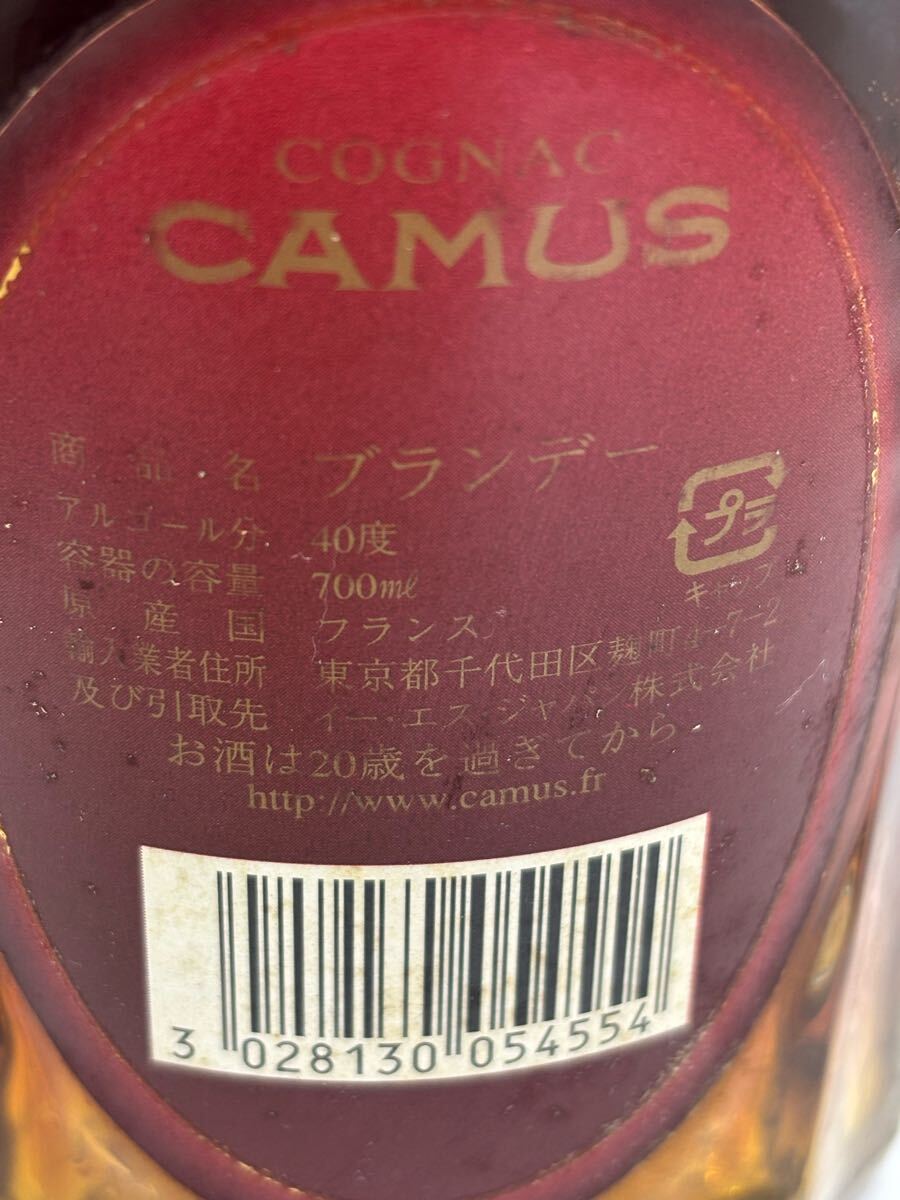 COGNAC
CAMUS
商品名 ブランデー
アルコール分 40度
容器の容量 700ml
原産国 フランス
輸入業者住所 東京都千代田区麹町4-7-2
及び引取先 イー・エス・ジャパン株式会社
お酒は20歳を過ぎてから
http://www.camus.fr
プラ
キャップ
3 028130 054554